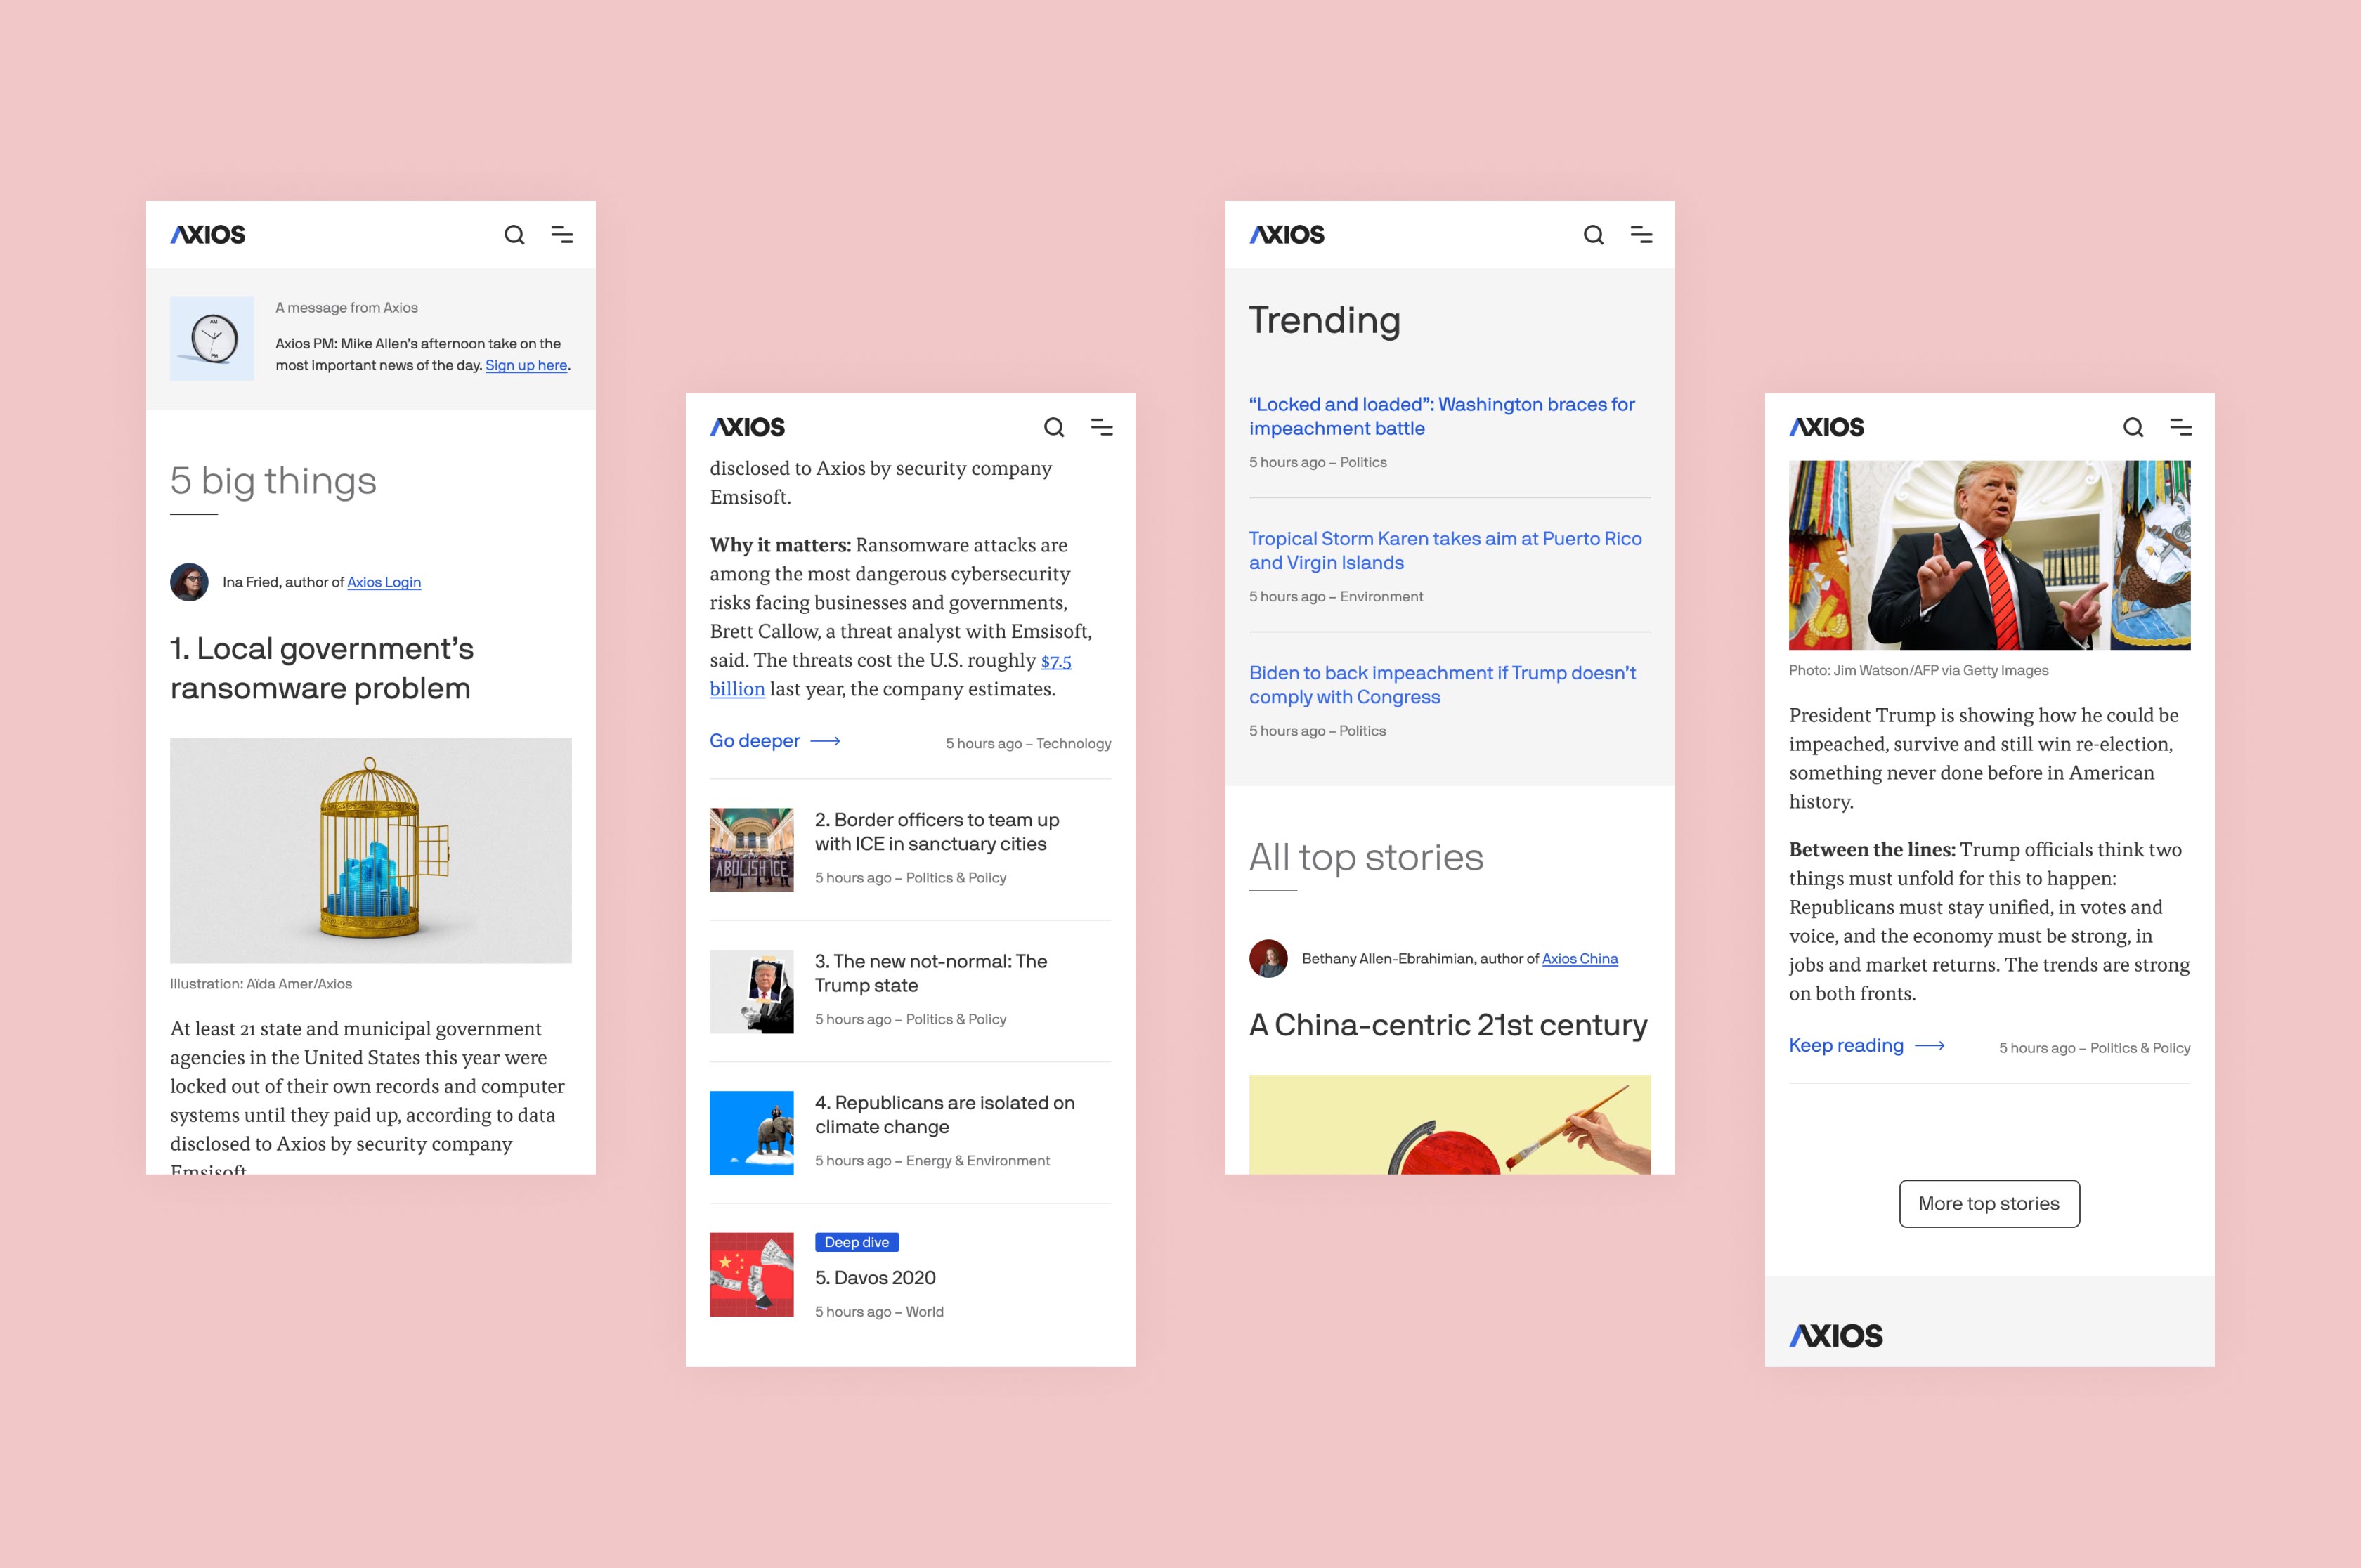 AXIOS
AM
PM
A message from Axios
Axios PM: Mike Allen's afternoon take on the
most important news of the day. Sign up here.
5 big things
Ina Fried, author of Axios Login
1. Local government's
ransomware problem
Illustration: Aïda Amer/Axios
At least 21 state and municipal government
agencies in the United States this year were
locked out of their own records and computer
systems until they paid up, according to data
disclosed to Axios by security company
Emsisoft.
AXIOS
disclosed to Axios by security company
Emsisoft.
Why it matters: Ransomware attacks are
among the most dangerous cybersecurity
risks facing businesses and governments,
Brett Callow, a threat analyst with Emsisoft,
said. The threats cost the U.S. roughly $7.5
billion last year, the company estimates.
Go deeper
5 hours ago – Technology
ABOLISH ICE
2. Border officers to team up
with ICE in sanctuary cities
5 hours ago – Politics & Policy
3. The new not-normal: The
Trump state
5 hours ago – Politics & Policy
4. Republicans are isolated on
climate change
5 hours ago – Energy & Environment
Deep dive
5. Davos 2020
5 hours ago – World
AXIOS
Trending
“Locked and loaded”: Washington braces for
impeachment battle
5 hours ago – Politics
Tropical Storm Karen takes aim at Puerto Rico
and Virgin Islands
5 hours ago – Environment
Biden to back impeachment if Trump doesn't
comply with Congress
5 hours ago – Politics
All top stories
Bethany Allen-Ebrahimian, author of Axios China
A China-centric 21st century
AXIOS
Photo: Jim Watson/AFP via Getty Images
President Trump is showing how he could be
impeached, survive and still win re-election,
something never done before in American
history.
Between the lines: Trump officials think two
things must unfold for this to happen:
Republicans must stay unified, in votes and
voice, and the economy must be strong, in
jobs and market returns. The trends are strong
on both fronts.
Keep reading
5 hours ago – Politics & Policy
More top stories
AXIOS